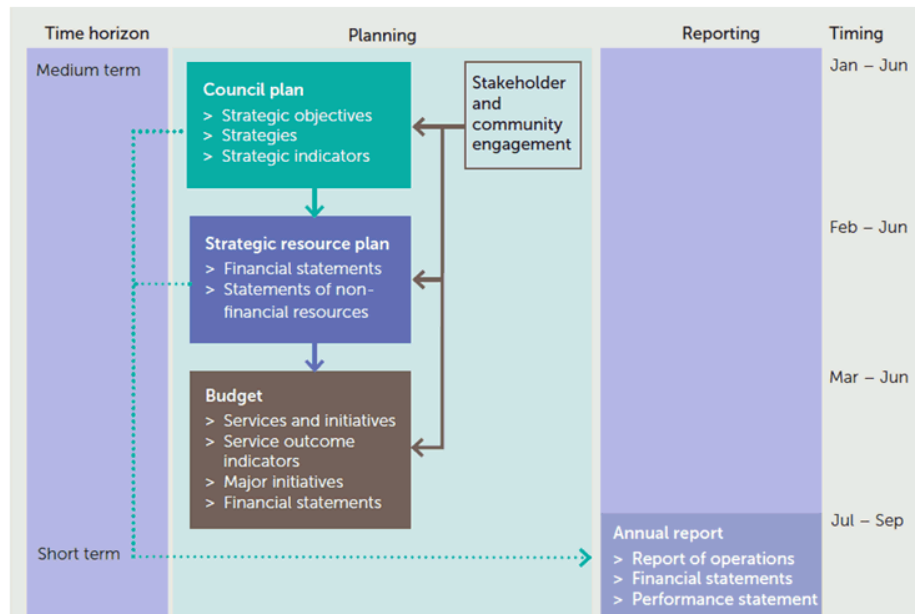 Time horizon
Planning
Reporting
Timing
Medium term
Jan – Jun
Council plan
> Strategic objectives
> Strategies
> Strategic indicators
Stakeholder
and
community
engagement
Feb – Jun
Strategic resource plan
> Financial statements
> Statements of non-
financial resources
Mar – Jun
Budget
> Services and initiatives
> Service outcome
indicators
> Major initiatives
> Financial statements
Jul – Sep
Short term
Annual report
> Report of operations
> Financial statements
> Performance statement